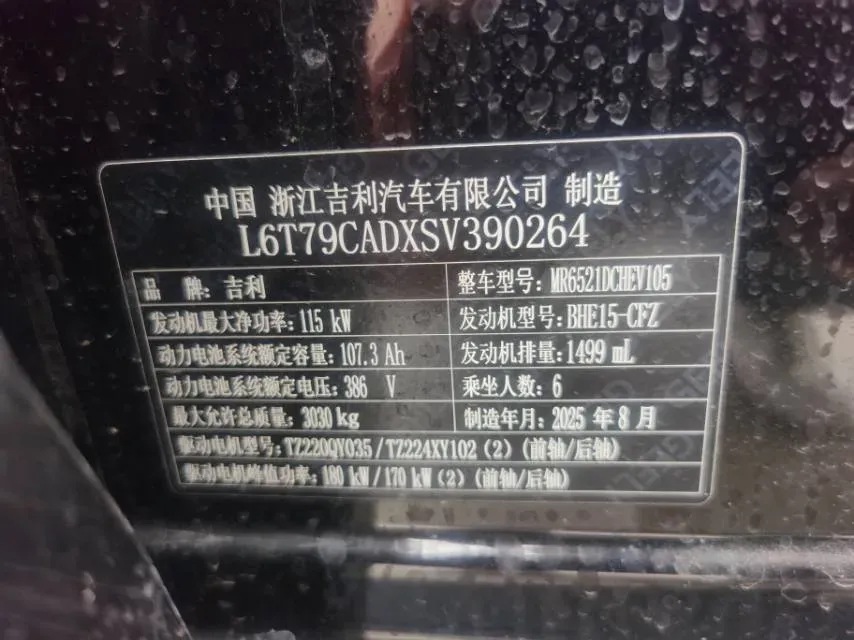 中国 浙江吉利汽车有限公司 制造
L6T79CADXSV390264
品 牌: 吉利 整车型号: MR6521DCHEV105
发动机最大净功率: 115 kW 发动机型号: BHE15-CFZ
动力电池系统额定容量: 107.3 Ah 发动机排量: 1499 mL
动力电池系统额定电压: 386 V 乘坐人数: 6
最大允许总质量: 3030 kg 制造年月: 2025 年 8 月
驱动电机型号: TZ220QY035 / TZ224XY102 (2) (前轴/后轴)
驱动电机峰值功率: 180 kW / 170 kW (2) (前轴/后轴)